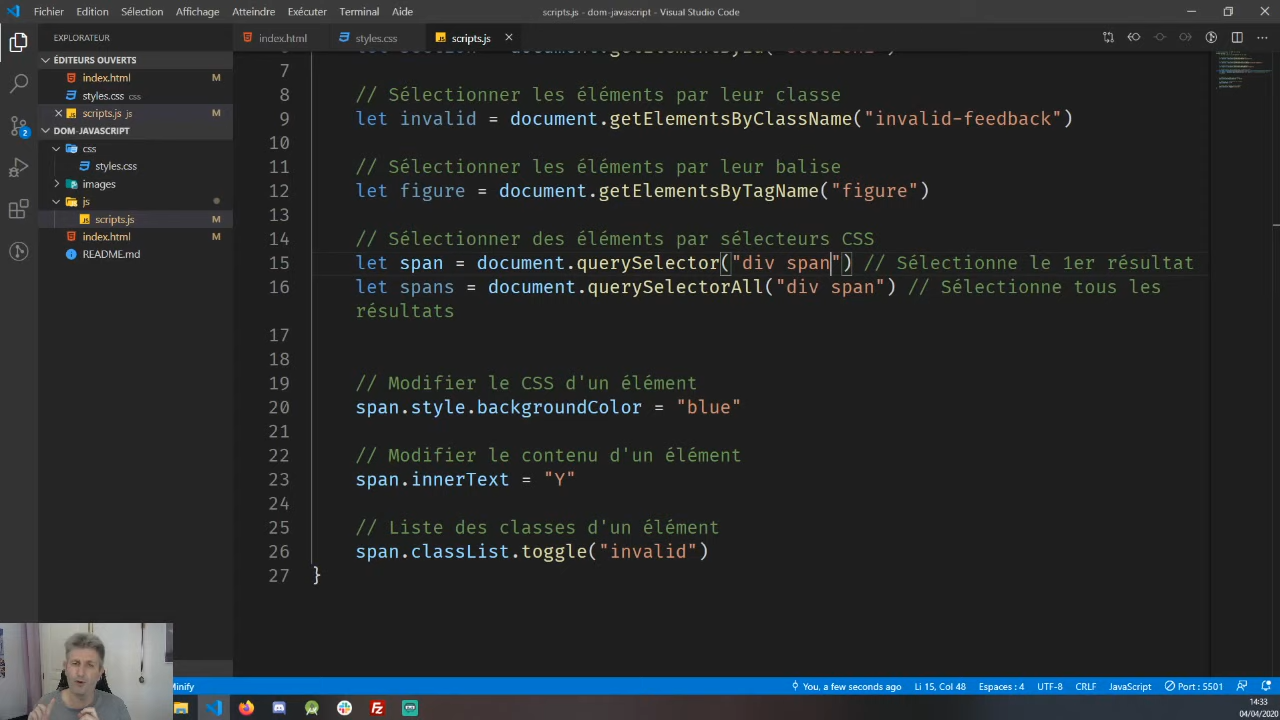 Fichier Edition Sélection Affichage Atteindre Exécuter Terminal Aide
scripts.js - dom-javascript - Visual Studio Code
EXPLORATEUR
ÉDITEURS OUVERTS
index.html M
styles.css css
scripts.js js M
DOM-JAVASCRIPT
css
styles.css
images
js
scripts.js M
index.html M
README.md
2
index.html
styles.css
scripts.js
7
8 // Sélectionner les éléments par leur classe
9 let invalid = document.getElementsByClassName("invalid-feedback")
10
11 // Sélectionner les éléments par leur balise
12 let figure = document.getElementsByTagName("figure")
13
14 // Sélectionner des éléments par sélecteurs CSS
15 let span = document.querySelector("div span") // Sélectionne le 1er résultat
16 let spans = document.querySelectorAll("div span") // Sélectionne tous les
résultats
17
18
19 // Modifier le CSS d'un élément
20 span.style.backgroundColor = "blue"
21
22 // Modifier le contenu d'un élément
23 span.innerText = "Y"
24
25 // Liste des classes d'un élément
26 span.classList.toggle("invalid")
27 }
Minify
You, a few seconds ago Li 15, Col 48 Espaces : 4 UTF-8 CRLF JavaScript Port : 5501
14:33
04/04/2020